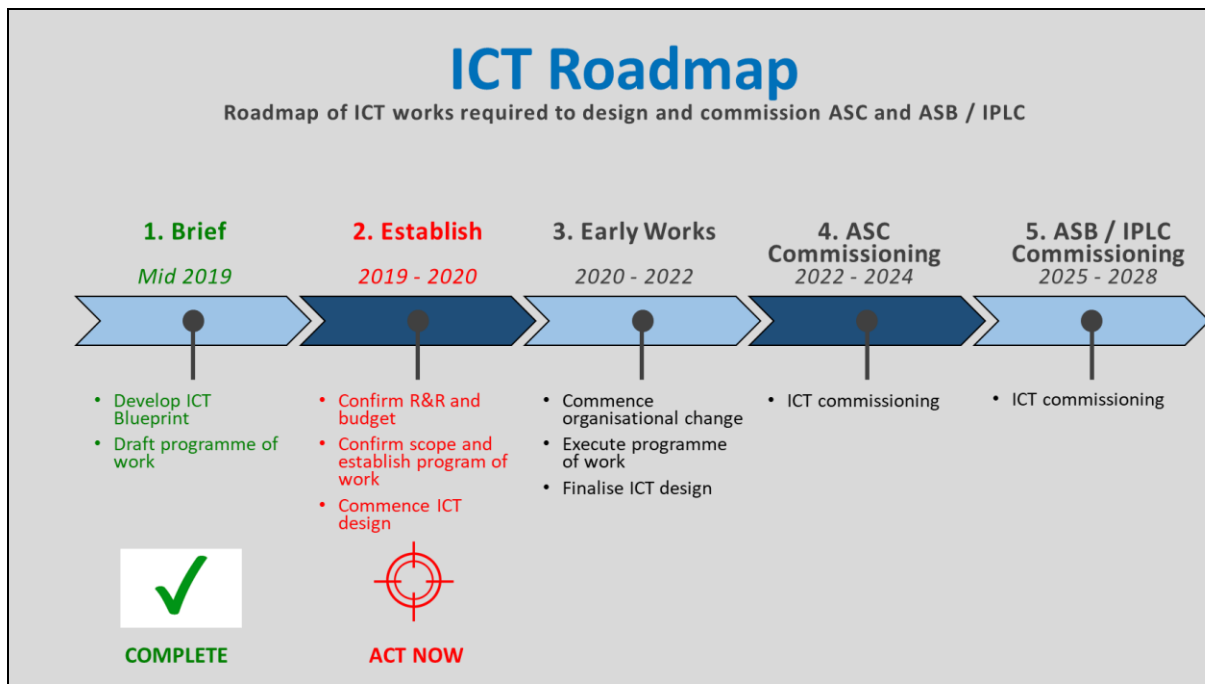 ICT Roadmap
Roadmap of ICT works required to design and commission ASC and ASB / IPLC
1. Brief
Mid 2019
2. Establish
2019 - 2020
3. Early Works
2020 - 2022
4. ASC
Commissioning
2022 - 2024
5. ASB / IPLC
Commissioning
2025 - 2028
• Develop ICT
Blueprint
• Draft programme of
work
• Confirm R&R and
budget
• Confirm scope and
establish program of
work
• Commence ICT
design
• Commence
organisational change
• Execute programme
of work
• Finalise ICT design
• ICT commissioning
• ICT commissioning
COMPLETE
ACT NOW